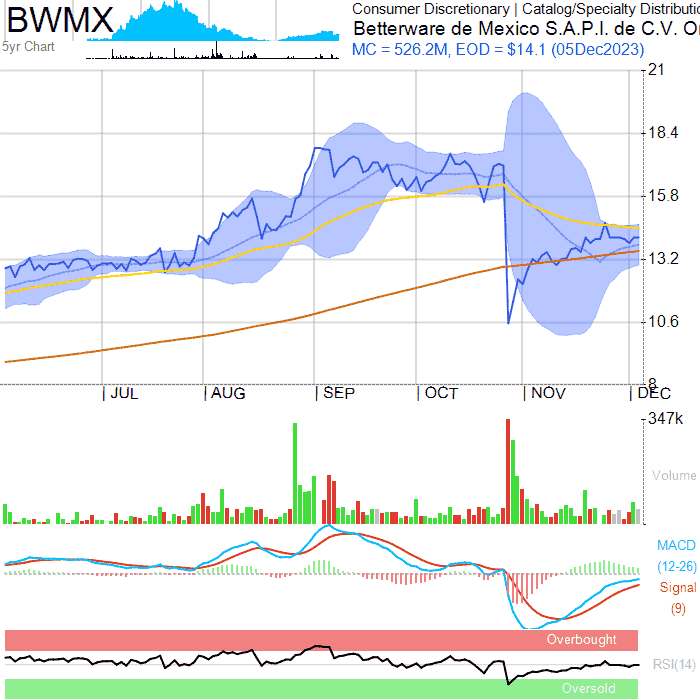 BWMX
5yr Chart
Consumer Discretionary | Catalog/Specialty Distributio
Betterware de Mexico S.A.P.I. de C.V. Or
MC = 526.2M, EOD = $14.1 (05Dec2023)
21
18.4
15.8
13.2
10.6
8
JUL AUG SEP OCT NOV DEC
347k
Volume
MACD
(12-26)
Signal
(9)
Overbought
RSI(14)
Oversold